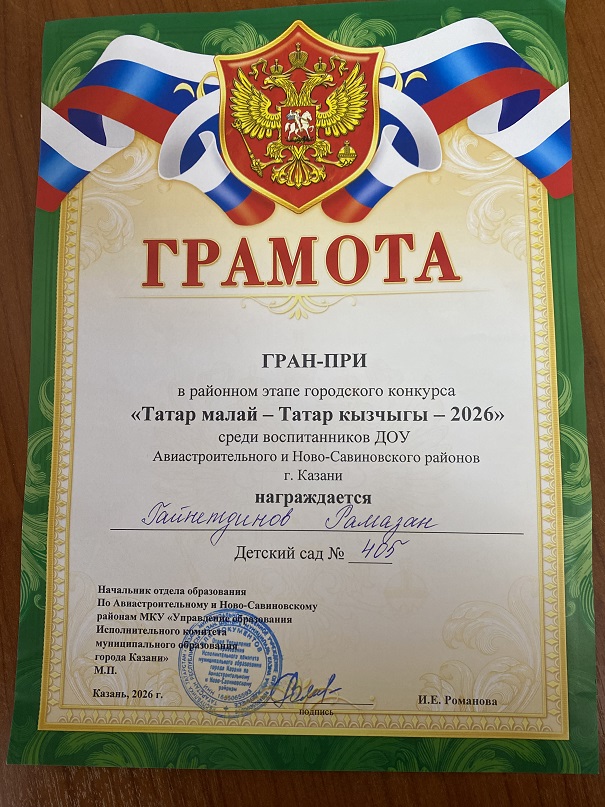 ГРАМОТА
ГРАН-ПРИ
в районном этапе городского конкурса
«Татар малай – Татар кызчыгы – 2026»
среди воспитанников ДОУ
Авиастроительного и Ново-Савиновского районов
г. Казани
награждается
Гайнетдинов Рамазан
Детский сад № 405
Начальник отдела образования
По Авиастроительному и Ново-Савиновскому
районам МКУ «Управление образования
Исполнительного комитета
муниципального образования
города Казани»
М.П.
Казань, 2026 г.
подпись
И.Е. Романова